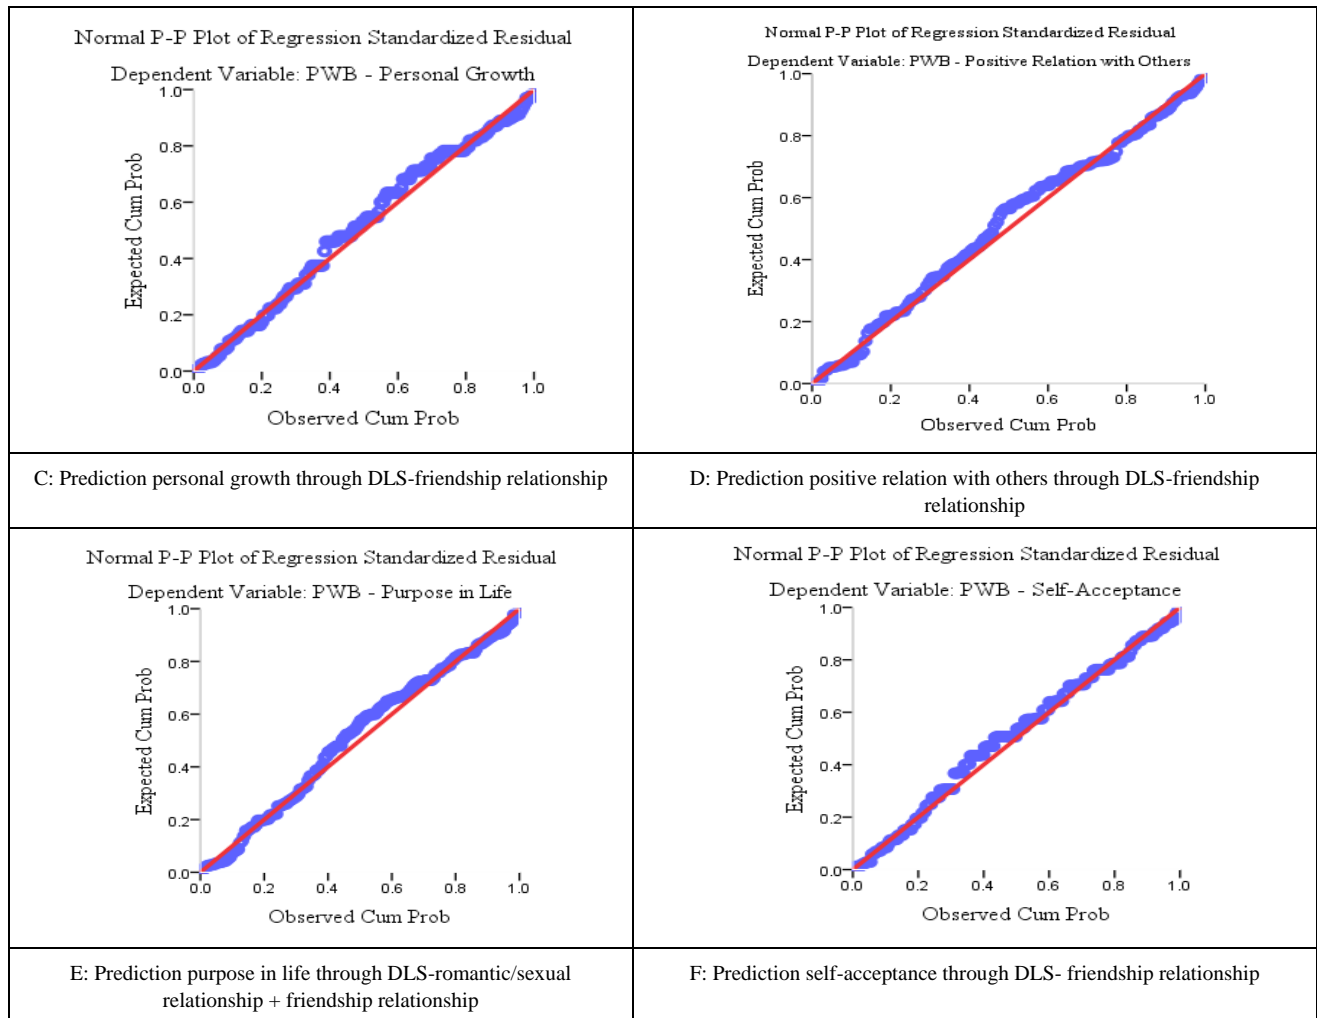 Normal P-P Plot of Regression Standardized Residual
Dependent Variable: PWB - Personal Growth
1.0
0.8
0.6
0.4
0.2
0.0
Expected Cum Prob
0.0 0.2 0.4 0.6 0.8 1.0
Observed Cum Prob
Normal P-P Plot of Regression Standardized Residual
Dependent Variable: PWB - Positive Relation with Others
1.0
0.8
0.6
0.4
0.2
0.0
Expected Cum Prob
0.0 0.2 0.4 0.6 0.8 1.0
Observed Cum Prob
C: Prediction personal growth through DLS-friendship relationship
D: Prediction positive relation with others through DLS-friendship
relationship
Normal P-P Plot of Regression Standardized Residual
Dependent Variable: PWB - Purpose in Life
1.0
0.8
0.6
0.4
0.2
0.0
Expected Cum Prob
0.0 0.2 0.4 0.6 0.8 1.0
Observed Cum Prob
Normal P-P Plot of Regression Standardized Residual
Dependent Variable: PWB - Self-Acceptance
1.0
0.8
0.6
0.4
0.2
0.0
Expected Cum Prob
0.0 0.2 0.4 0.6 0.8 1.0
Observed Cum Prob
E: Prediction purpose in life through DLS-romantic/sexual
relationship + friendship relationship
F: Prediction self-acceptance through DLS- friendship relationship